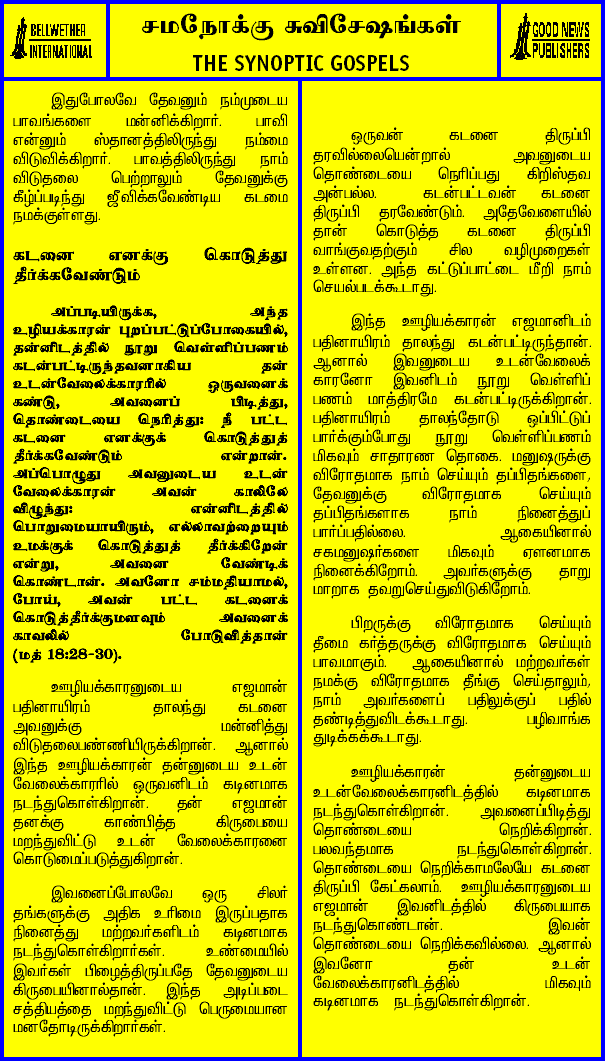 BELLWETHER
INTERNATIONAL
சமநோக்கு சுவிசேஷங்கள்
THE SYNOPTIC GOSPELS
GOOD NEWS
PUBLISHERS
இதுபோலவே தேவனும் நம்முடைய
பாவங்களை மன்னிக்கிறார். பாவி
என்னும் ஸ்தானத்திலிருந்து நம்மை
விடுவிக்கிறார். பாவத்திலிருந்து நாம்
விடுதலை பெற்றாலும் தேவனுக்கு
கீழ்ப்படிந்து ஜீவிக்கவேண்டிய கடமை
நமக்குள்ளது.
கடனை எனக்கு கொடுத்து
தீர்க்கவேண்டும்
அப்படியிருக்க, அந்த
உழியக்காரன் புறப்பட்டுப்போகையில்,
தன்னிடத்தில் நூறு வெள்ளிப்பணம்
கடன்பட்டிருந்தவனாகிய தன்
உடன்வேலைக்காரரில் ஒருவனைக்
கண்டு, அவனைப் பிடித்து,
தொண்டையை நெரித்து: நீ பட்ட
கடனை எனக்குக் கொடுத்துத்
தீர்க்கவேண்டும் என்றான்.
அப்பொழுது அவனுடைய உடன்
வேலைக்காரன் அவன் காலிலே
விழுந்து: என்னிடத்தில்
பொறுமையாயிரும், எல்லாவற்றையும்
உமக்குக் கொடுத்துத் தீர்க்கிறேன்
என்று, அவனை வேண்டிக்
கொண்டான். அவனோ சம்மதியாமல்,
போய், அவன் பட்ட கடனைக்
கொடுத்தீர்க்குமளவும் அவனைக்
காவலில் போடுவித்தான்
(மத் 18:28-30).
ஊழியக்காரனுடைய எஜமான்
பதினாயிரம் தாலந்து கடனை
அவனுக்கு மன்னித்து
விடுதலைபண்ணியிருக்கிறான். ஆனால்
இந்த ஊழியக்காரன் தன்னுடைய உடன்
வேலைக்காரரில் ஒருவனிடம் கடினமாக
நடந்துகொள்கிறான். தன் எஜமான்
தனக்கு காண்பித்த கிருபையை
மறந்துவிட்டு உடன் வேலைக்காரனை
கொடுமைப்படுத்துகிறான்.
இவனைப்போலவே ஒரு சிலர்
தங்களுக்கு அதிக உரிமை இருப்பதாக
நினைத்து மற்றவர்களிடம் கடினமாக
நடந்துகொள்கிறார்கள். உண்மையில்
இவர்கள் பிழைத்திருப்பதே தேவனுடைய
கிருபையினால்தான். இந்த அடிப்படை
சத்தியத்தை மறந்துவிட்டு பெருமையான
மனதோடிருக்கிறார்கள்.
ஒருவன் கடனை திருப்பி
தரவில்லையென்றால் அவனுடைய
தொண்டையை நெரிப்பது கிறிஸ்தவ
அன்பல்ல. கடன்பட்டவன் கடனை
திருப்பி தரவேண்டும். அதேவேளையில்
தான் கொடுத்த கடனை திருப்பி
வாங்குவதற்கும் சில வழிமுறைகள்
உள்ளன. அந்த கட்டுப்பாட்டை மீறி நாம்
செயல்படக்கூடாது.
இந்த ஊழியக்காரன் எஜமானிடம்
பதினாயிரம் தாலந்து கடன்பட்டிருந்தான்.
ஆனால் இவனுடைய உடன்வேலைக்
காரனோ இவனிடம் நூறு வெள்ளிப்
பணம் மாத்திரமே கடன்பட்டிருக்கிறான்.
பதினாயிரம் தாலந்தோடு ஒப்பிட்டுப்
பார்க்கும்போது நூறு வெள்ளிப்பணம்
மிகவும் சாதாரண தொகை. மனுஷருக்கு
விரோதமாக நாம் செய்யும் தப்பிதங்களை,
தேவனுக்கு விரோதமாக செய்யும்
தப்பிதங்களாக நாம் நினைத்துப்
பார்ப்பதில்லை. ஆகையினால்
சகமனுஷர்களை மிகவும் ஏளனமாக
நினைக்கிறோம். அவர்களுக்கு தாறு
மாறாக தவறுசெய்துவிடுகிறோம்.
பிறருக்கு விரோதமாக செய்யும்
தீமை கர்த்தருக்கு விரோதமாக செய்யும்
பாவமாகும். ஆகையினால் மற்றவர்கள்
நமக்கு விரோதமாக தீங்கு செய்தாலும்,
நாம் அவர்களைப் பதிலுக்குப் பதில்
தண்டித்துவிடக்கூடாது. பழிவாங்க
துடிக்கக்கூடாது.
ஊழியக்காரன் தன்னுடைய
உடன்வேலைக்காரனிடத்தில் கடினமாக
நடந்துகொள்கிறான். அவனைப்பிடித்து
தொண்டையை நெறிக்கிறான்.
பலவந்தமாக நடந்துகொள்கிறான்.
தொண்டையை நெறிக்காமலேயே கடனை
திருப்பி கேட்கலாம். ஊழியக்காரனுடைய
எஜமான் இவனிடத்தில் கிருபையாக
நடந்துகொண்டான். இவன்
தொண்டையை நெறிக்கவில்லை. ஆனால்
இவனோ தன் உடன்
வேலைக்காரனிடத்தில் மிகவும்
கடினமாக நடந்துகொள்கிறான்.